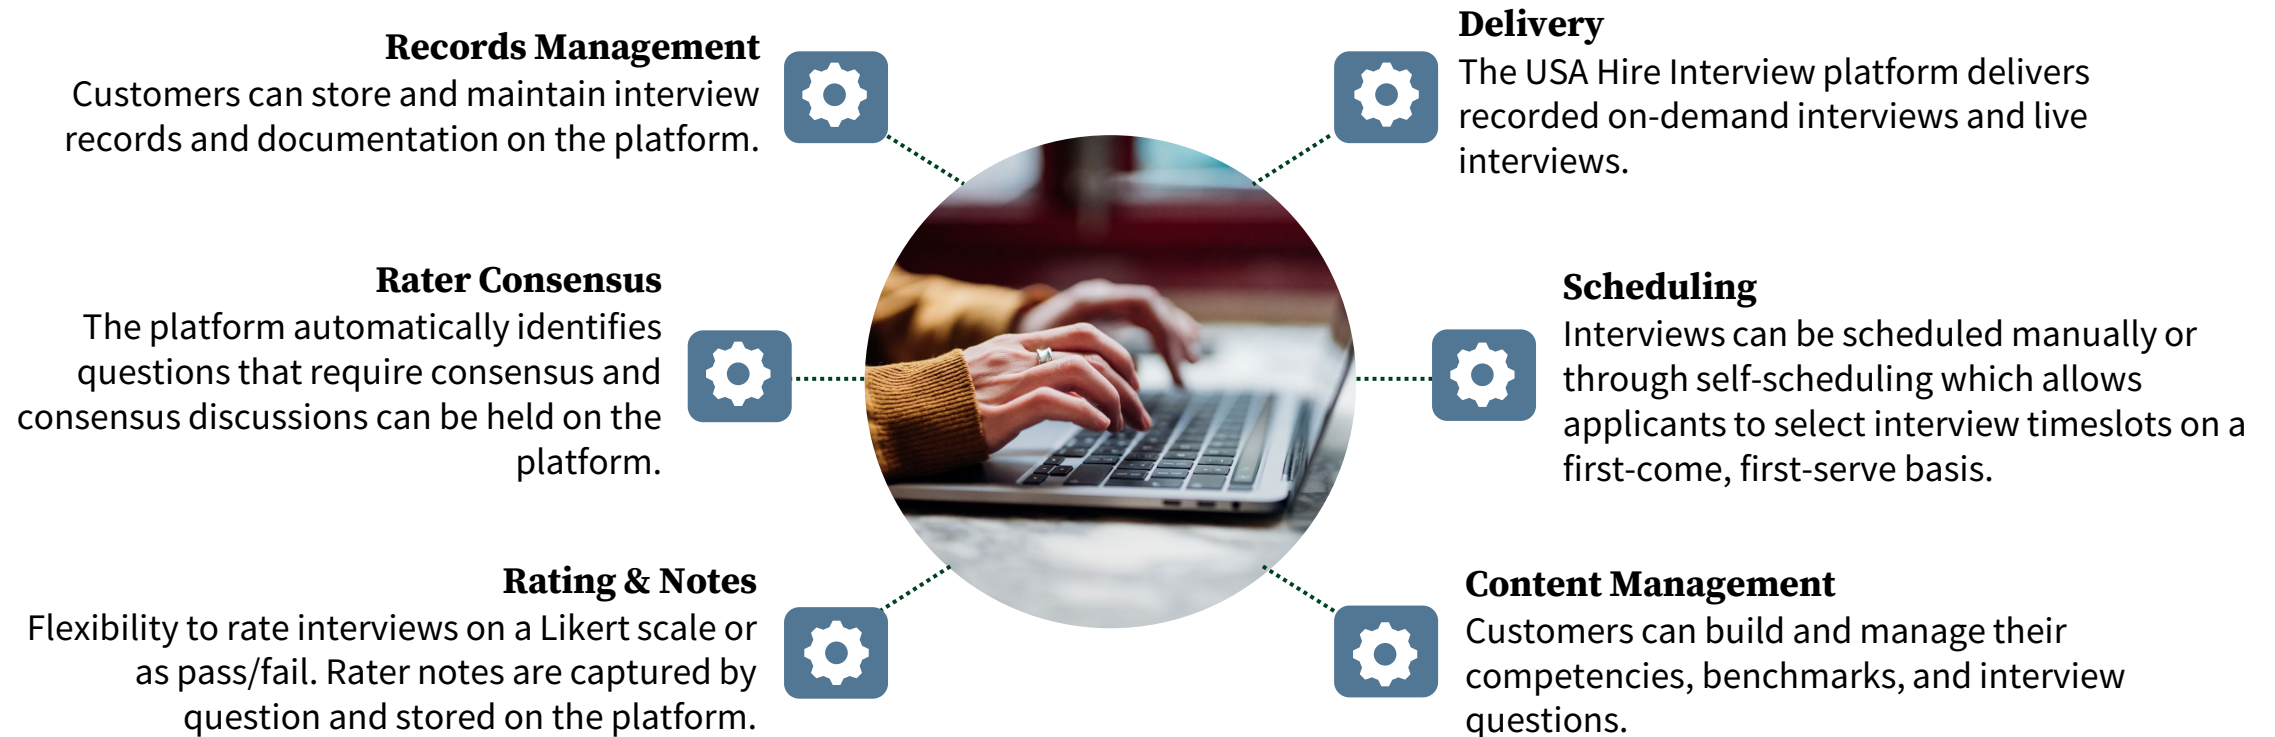 Records Management
Customers can store and maintain interview
records and documentation on the platform.
Rater Consensus
The platform automatically identifies
questions that require consensus and
consensus discussions can be held on the
platform.
Rating & Notes
Flexibility to rate interviews on a Likert scale or
as pass/fail. Rater notes are captured by
question and stored on the platform.
Delivery
The USA Hire Interview platform delivers
recorded on-demand interviews and live
interviews.
Scheduling
Interviews can be scheduled manually or
through self-scheduling which allows
applicants to select interview timeslots on a
first-come, first-serve basis.
Content Management
Customers can build and manage their
competencies, benchmarks, and interview
questions.